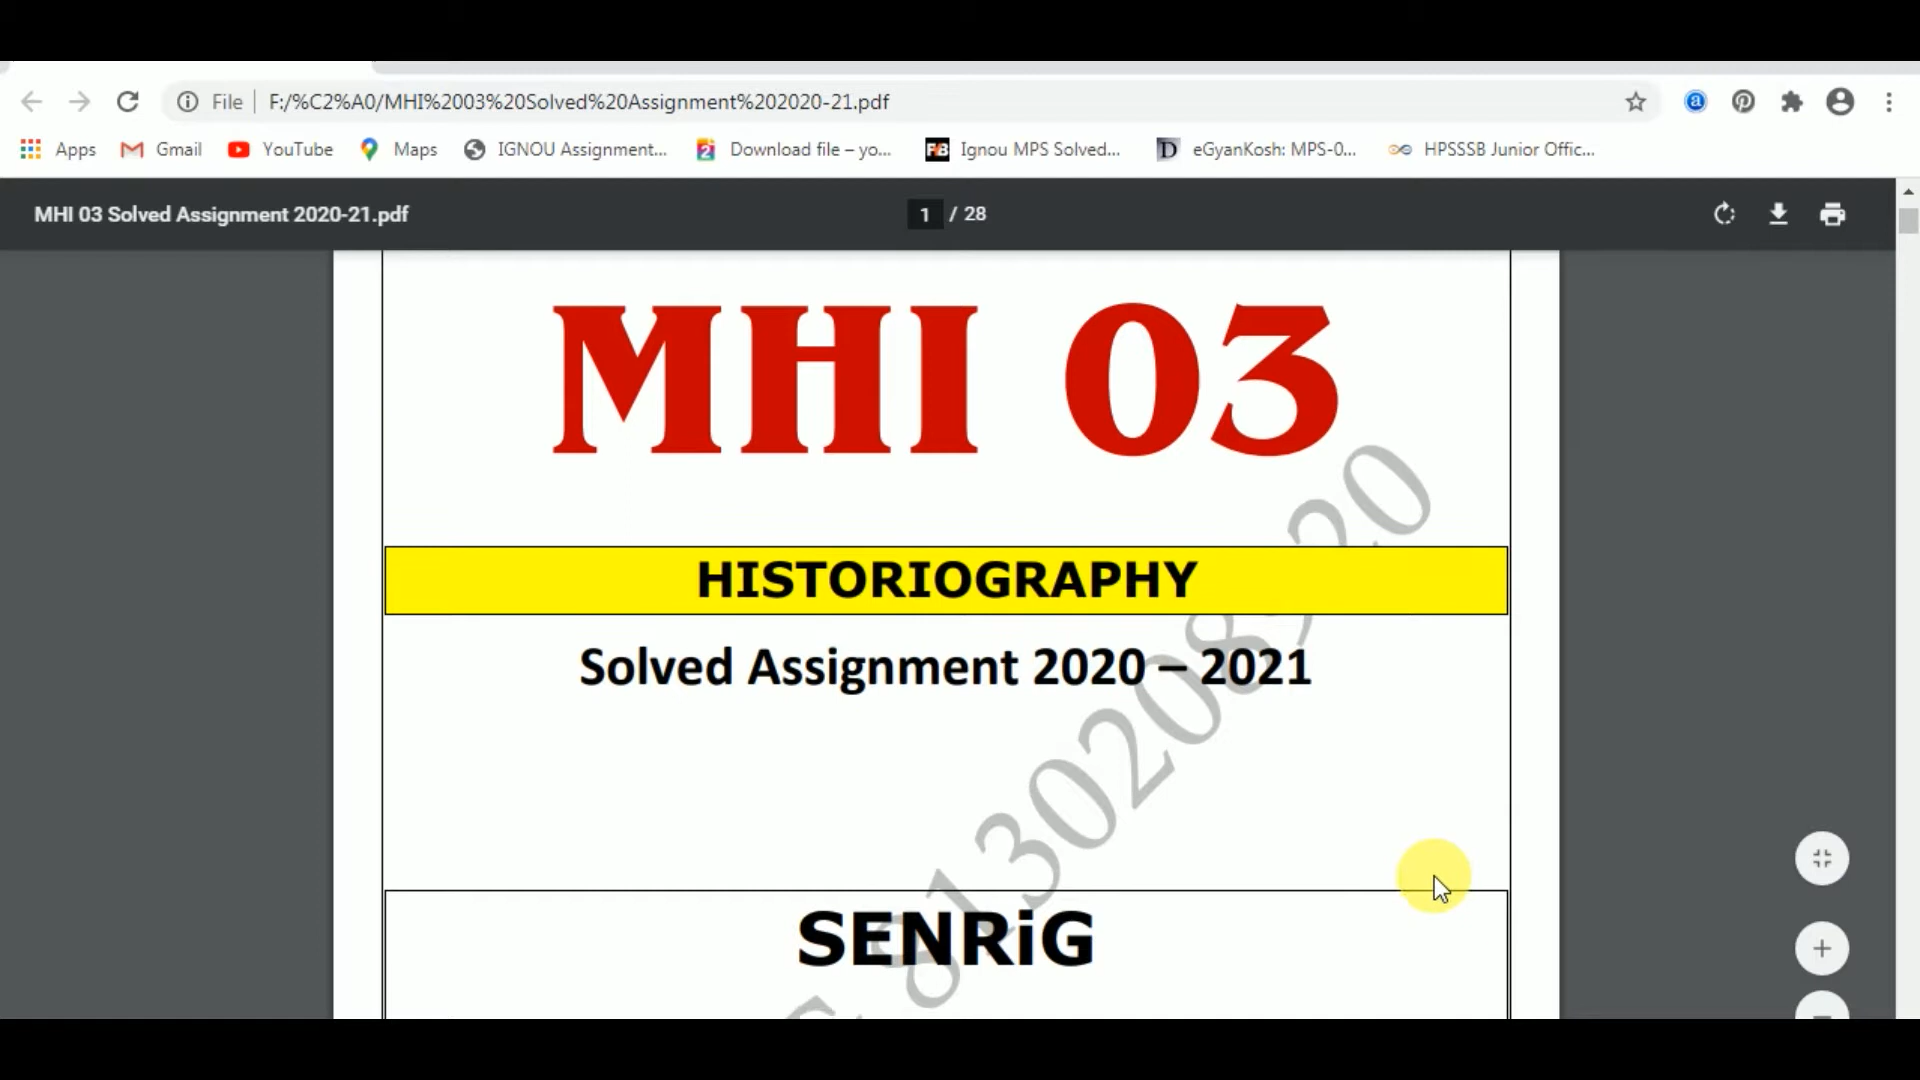 File F:/%C2%A0/MHI%2003%20Solved%20Assignment%202020-21.pdf
Apps Gmail YouTube Maps IGNOU Assignment... Download file – yo... Ignou MPS Solved... eGyanKosh: MPS-0... HPSSSB Junior Offic...
MHI 03 Solved Assignment 2020-21.pdf 1 / 28
MHI 03
HISTORIOGRAPHY
Solved Assignment 2020 – 2021
SENRiG